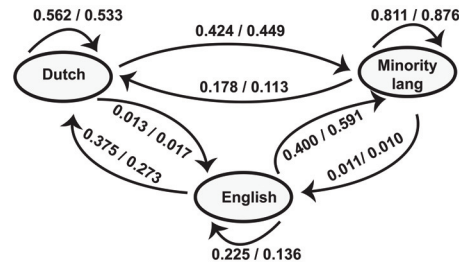 0.562 / 0.533
0.811 / 0.876
0.424 / 0.449
Dutch
Minority
lang
0.178 / 0.113
0.013 / 0.017
0.375 / 0.273
0.400 / 0.591
0.011/ 0.010
English
0.225 / 0.136